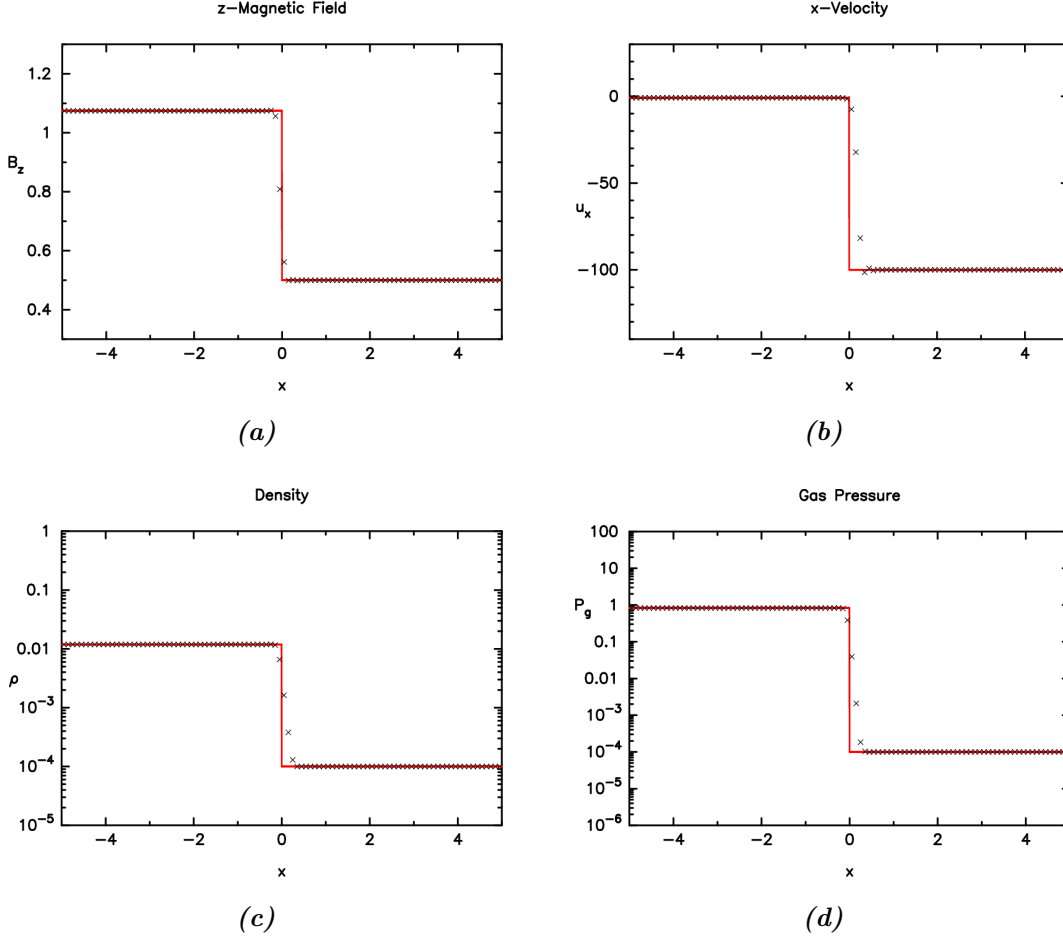 z−Magnetic Field
1.2
1
0.8
0.6
0.4
B_z
−4 −2 0 2 4
x
(a)
x−Velocity
0
−50
−100
u_x
−4 −2 0 2 4
x
(b)
Density
1
0.1
0.01
10^−3
10^−4
10^−5
ρ
−4 −2 0 2 4
x
(c)
Gas Pressure
100
10
1
0.1
0.01
10^−3
10^−4
10^−5
10^−6
P_g
−4 −2 0 2 4
x
(d)